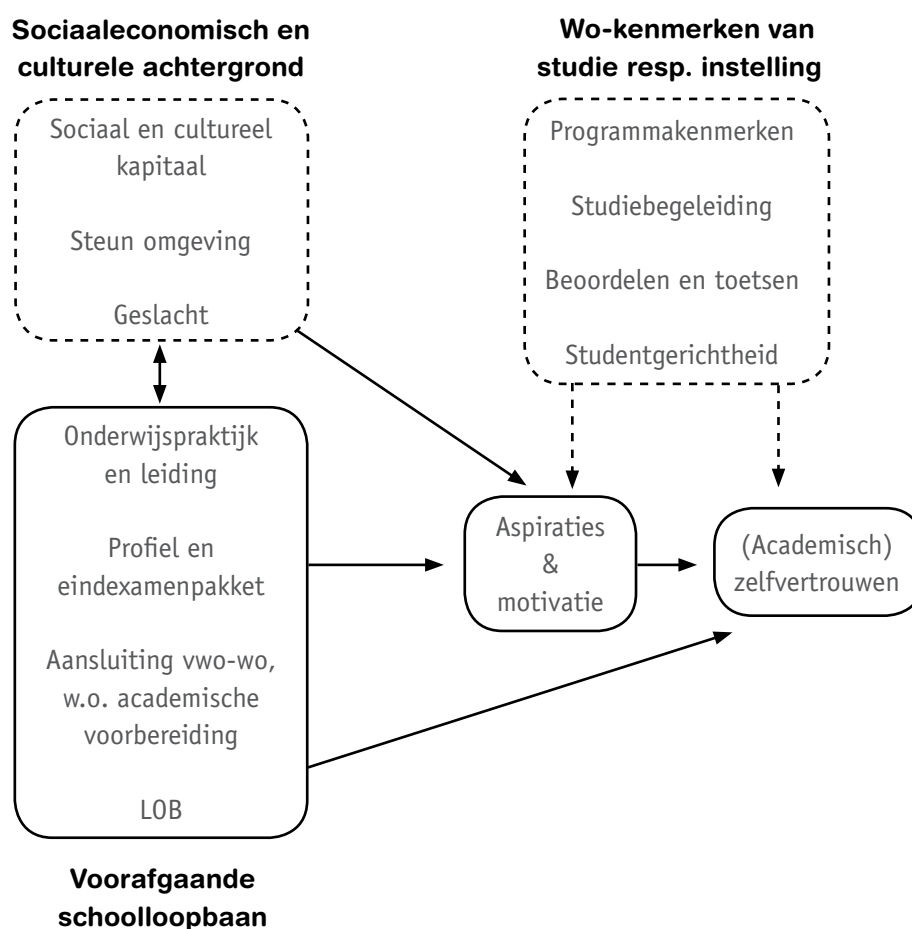 Sociaaleconomisch en
culturele achtergrond
Sociaal en cultureel
kapitaal
Steun omgeving
Geslacht
Wo-kenmerken van
studie resp. instelling
Programmakenmerken
Studiebegeleiding
Beoordelen en toetsen
Studentgerichtheid
Onderwijspraktijk
en leiding
Profiel en
eindexamenpakket
Aansluiting vwo-wo,
w.o. academische
voorbereiding
LOB
Voorafgaande
schoolloopbaan
Aspiraties
&
motivatie
(Academisch)
zelfvertrouwen